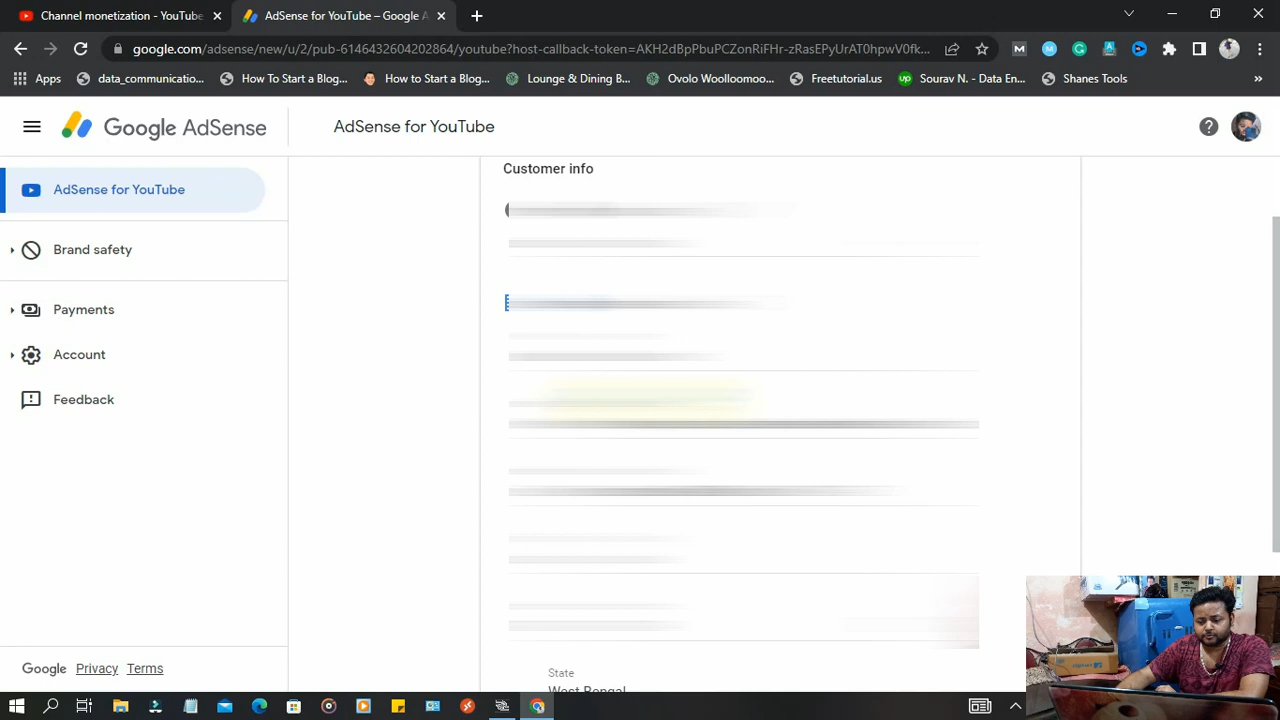 Channel monetization - YouTube
AdSense for YouTube – Google A
google.com/adsense/new/u/2/pub-6146432604202864/youtube?host-callback-token=AKH2dBpPbuPCZonRiFHr-zRasEPyUrAT0hpwV0fk...
Apps
data_communicatio...
How To Start a Blog...
How to Start a Blog...
Lounge & Dining B...
Ovolo Woolloomoo...
Freetutorial.us
Sourav N. - Data En...
Shanes Tools
Google AdSense
AdSense for YouTube
AdSense for YouTube
Brand safety
Payments
Account
Feedback
Customer info
State
West Bengal
Google Privacy Terms